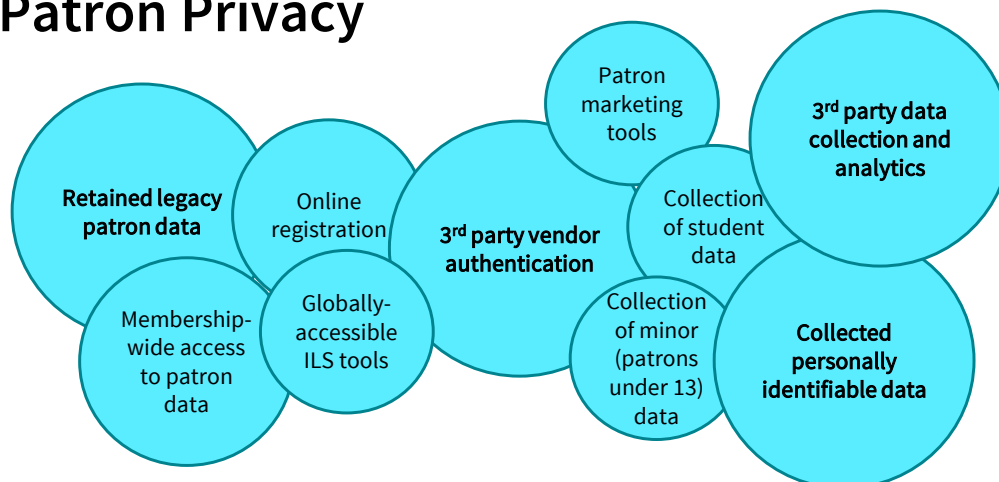 Patron Privacy
Retained legacy
patron data
Membership-
wide access
to patron
data
Online
registration
Globally-
accessible
ILS tools
3rd party vendor
authentication
Patron
marketing
tools
Collection
of student
data
Collection
of minor
(patrons
under 13)
data
3rd party data
collection and
analytics
Collected
personally
identifiable data